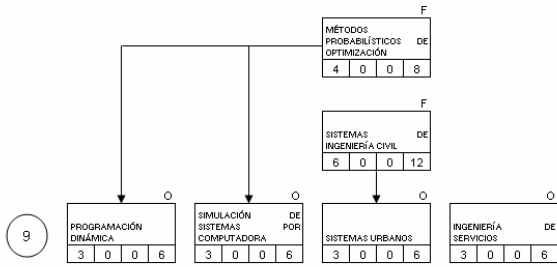 F
MÉTODOS
PROBABILÍSTICOS DE
OPTIMIZACIÓN
4 0 0 8
F
SISTEMAS DE
INGENIERÍA CIVIL
6 0 0 12
9
O
PROGRAMACIÓN
DINÁMICA
3 0 0 6
O
SIMULACIÓN DE
SISTEMAS POR
COMPUTADORA
3 0 0 6
O
SISTEMAS URBANOS
3 0 0 6
O
INGENIERÍA DE
SERVICIOS
3 0 0 6